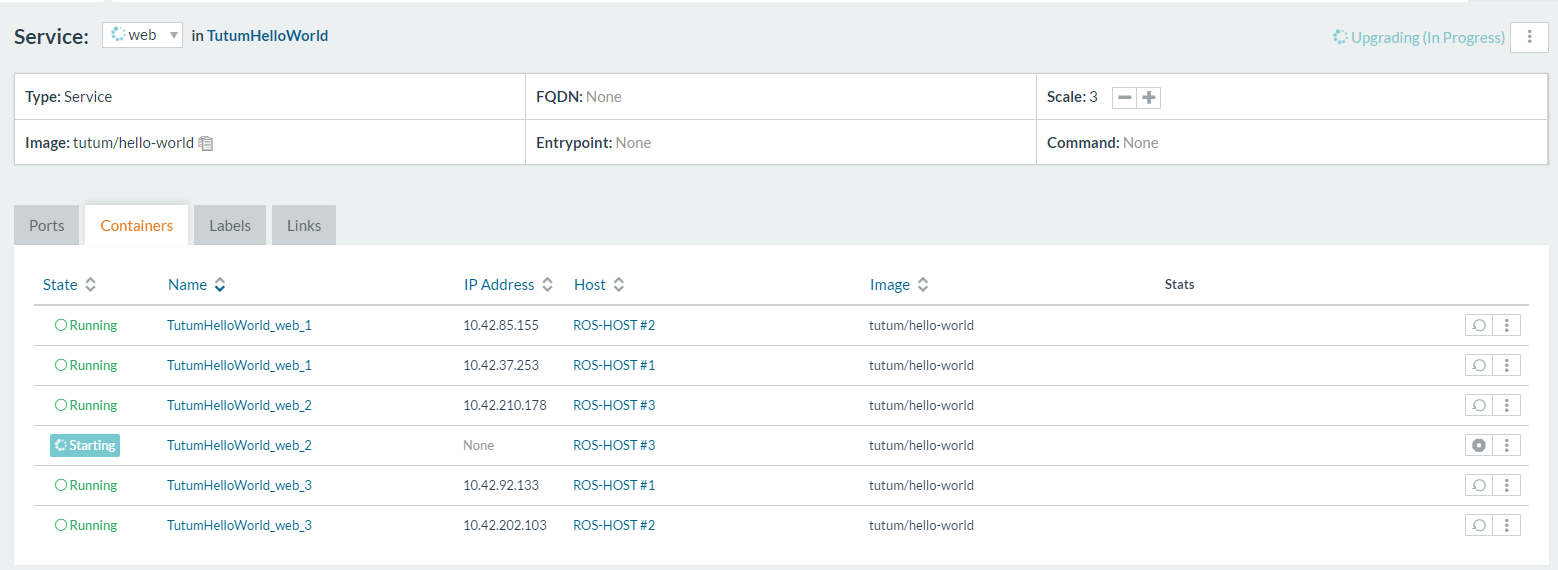 Service: web in TutumHelloWorld Upgrading (In Progress)
Type: Service FQDN: None Scale: 3
Image: tutum/hello-world Entrypoint: None Command: None
Ports Containers Labels Links
State Name IP Address Host Image Stats
Running TutumHelloWorld_web_1 10.42.85.155 ROS-HOST #2 tutum/hello-world
Running TutumHelloWorld_web_1 10.42.37.253 ROS-HOST #1 tutum/hello-world
Running TutumHelloWorld_web_2 10.42.210.178 ROS-HOST #3 tutum/hello-world
Starting TutumHelloWorld_web_2 None ROS-HOST #3 tutum/hello-world
Running TutumHelloWorld_web_3 10.42.92.133 ROS-HOST #1 tutum/hello-world
Running TutumHelloWorld_web_3 10.42.202.103 ROS-HOST #2 tutum/hello-world